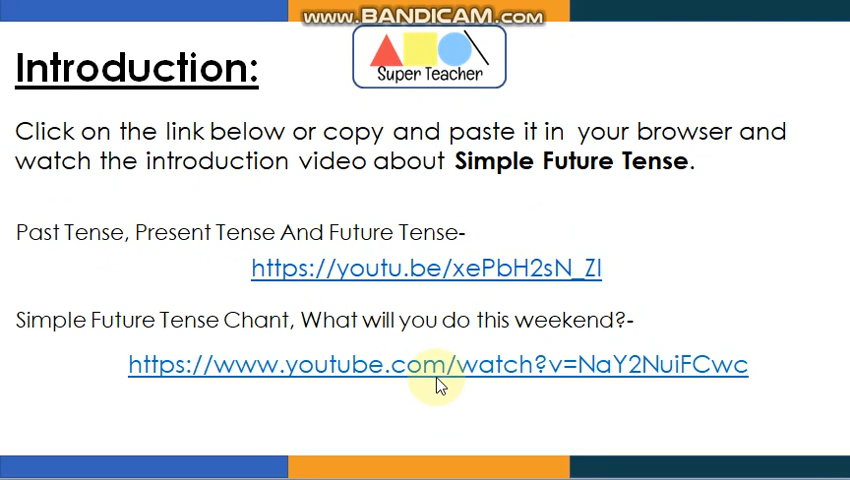 www.BANDICAM.com
Super Teacher
Introduction:
Click on the link below or copy and paste it in your browser and
watch the introduction video about Simple Future Tense.
Past Tense, Present Tense And Future Tense-
https://youtu.be/xePbH2sN_ZI
Simple Future Tense Chant, What will you do this weekend?-
https://www.youtube.com/watch?v=NaY2NuiFCwc